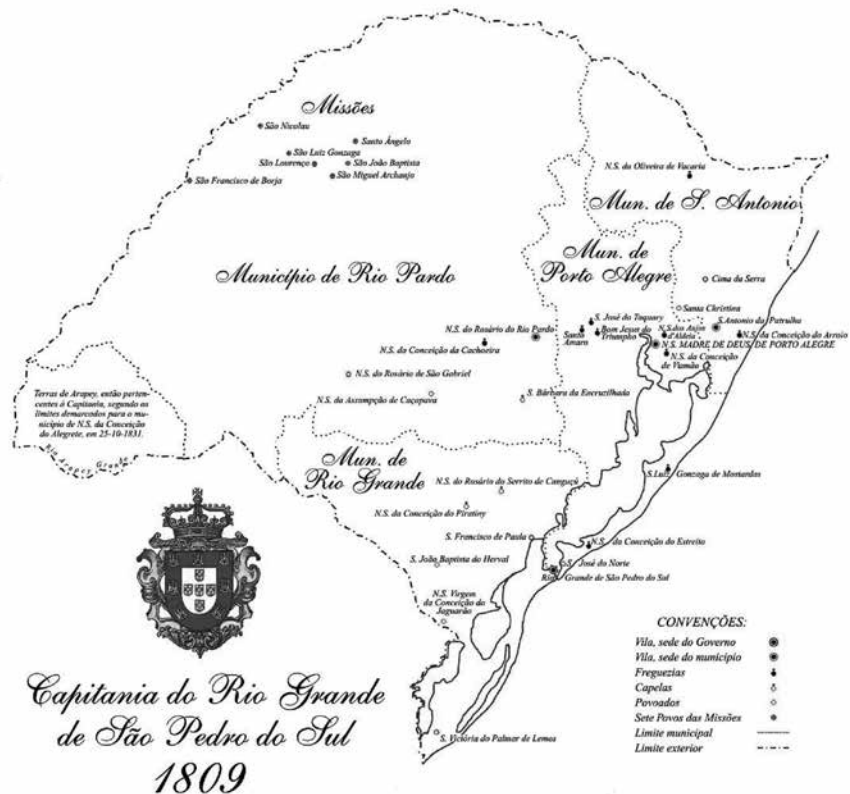 Missões
São Nicolau
Santo Ângelo
São Luiz Gonzaga
São Lourenço
São João Baptista
São Miguel Archanjo
São Francisco de Borja
N.S. da Oliveira de Vacaria
Mun. de S. Antonio
Mun. de
Porto Alegre
Município de Rio Pardo
Cima da Serra
Santa Christina
S. José do Taquary
Santo
Amaro
Bom Jesus do
Triumpho
N.S. dos Anjos
d'Aldeia
S. Antonio da Patrulha
N.S. da Conceição do Arroio
N.S. MADRE DE DEUS, DE PORTO ALEGRE
N.S. da Conceição
de Viamão
N.S. do Rosário do Rio Pardo
N.S. da Conceição da Cachoeira
N.S. do Rosário de São Gabriel
N.S. da Assumpção de Caçapava
S. Bárbara da Encruzilhada
Terras de Arapey, então perten-
centes à Capitania, segundo os
limites demarcados para o mu-
nicípio de N.S. da Conceição
do Alegrete, em 25-10-1831.
Rio Arapey Grande
Mun. de
Rio Grande
N.S. do Rosário do Serrito de Canguçú
N.S. da Conceição do Piratiny
S. Luiz Gonzaga de Mostardas
S. Francisco de Paula
N.S. da Conceição do Estreito
S. João Baptista do Herval
S. José do Norte
Rio Grande de São Pedro do Sul
N.S. Virgem
da Conceição do
Jaguarão
S. Victória do Palmar de Lemos
Capitania do Rio Grande
de São Pedro do Sul
1809
CONVENÇÕES:
Vila, sede do Governo
Vila, sede do município
Freguezias
Capelas
Povoados
Sete Povos das Missões
Limite municipal
Limite exterior